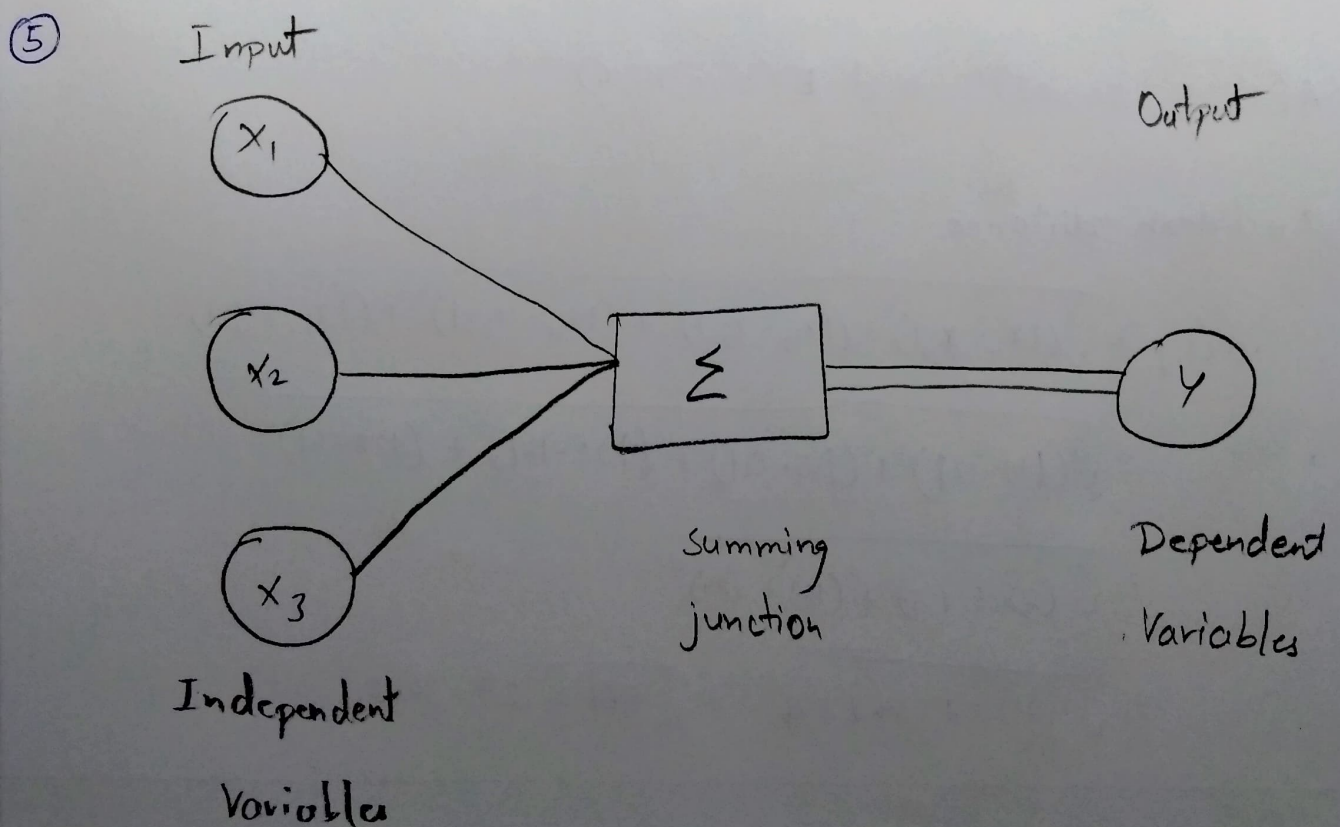 5
Input
Output
X1
X2
Σ
Y
X3
Summing
junction
Dependent
Variables
Independent
Variables